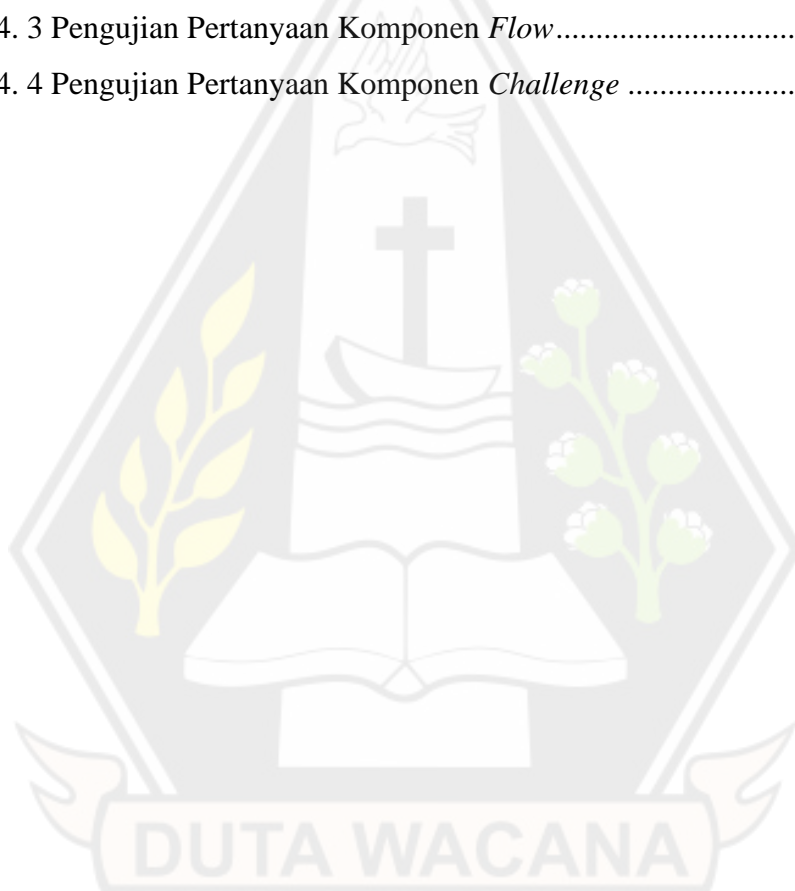 4. 3 Pengujian Pertanyaan Komponen Flow..............................
4. 4 Pengujian Pertanyaan Komponen Challenge .....................
DUTA WACANA